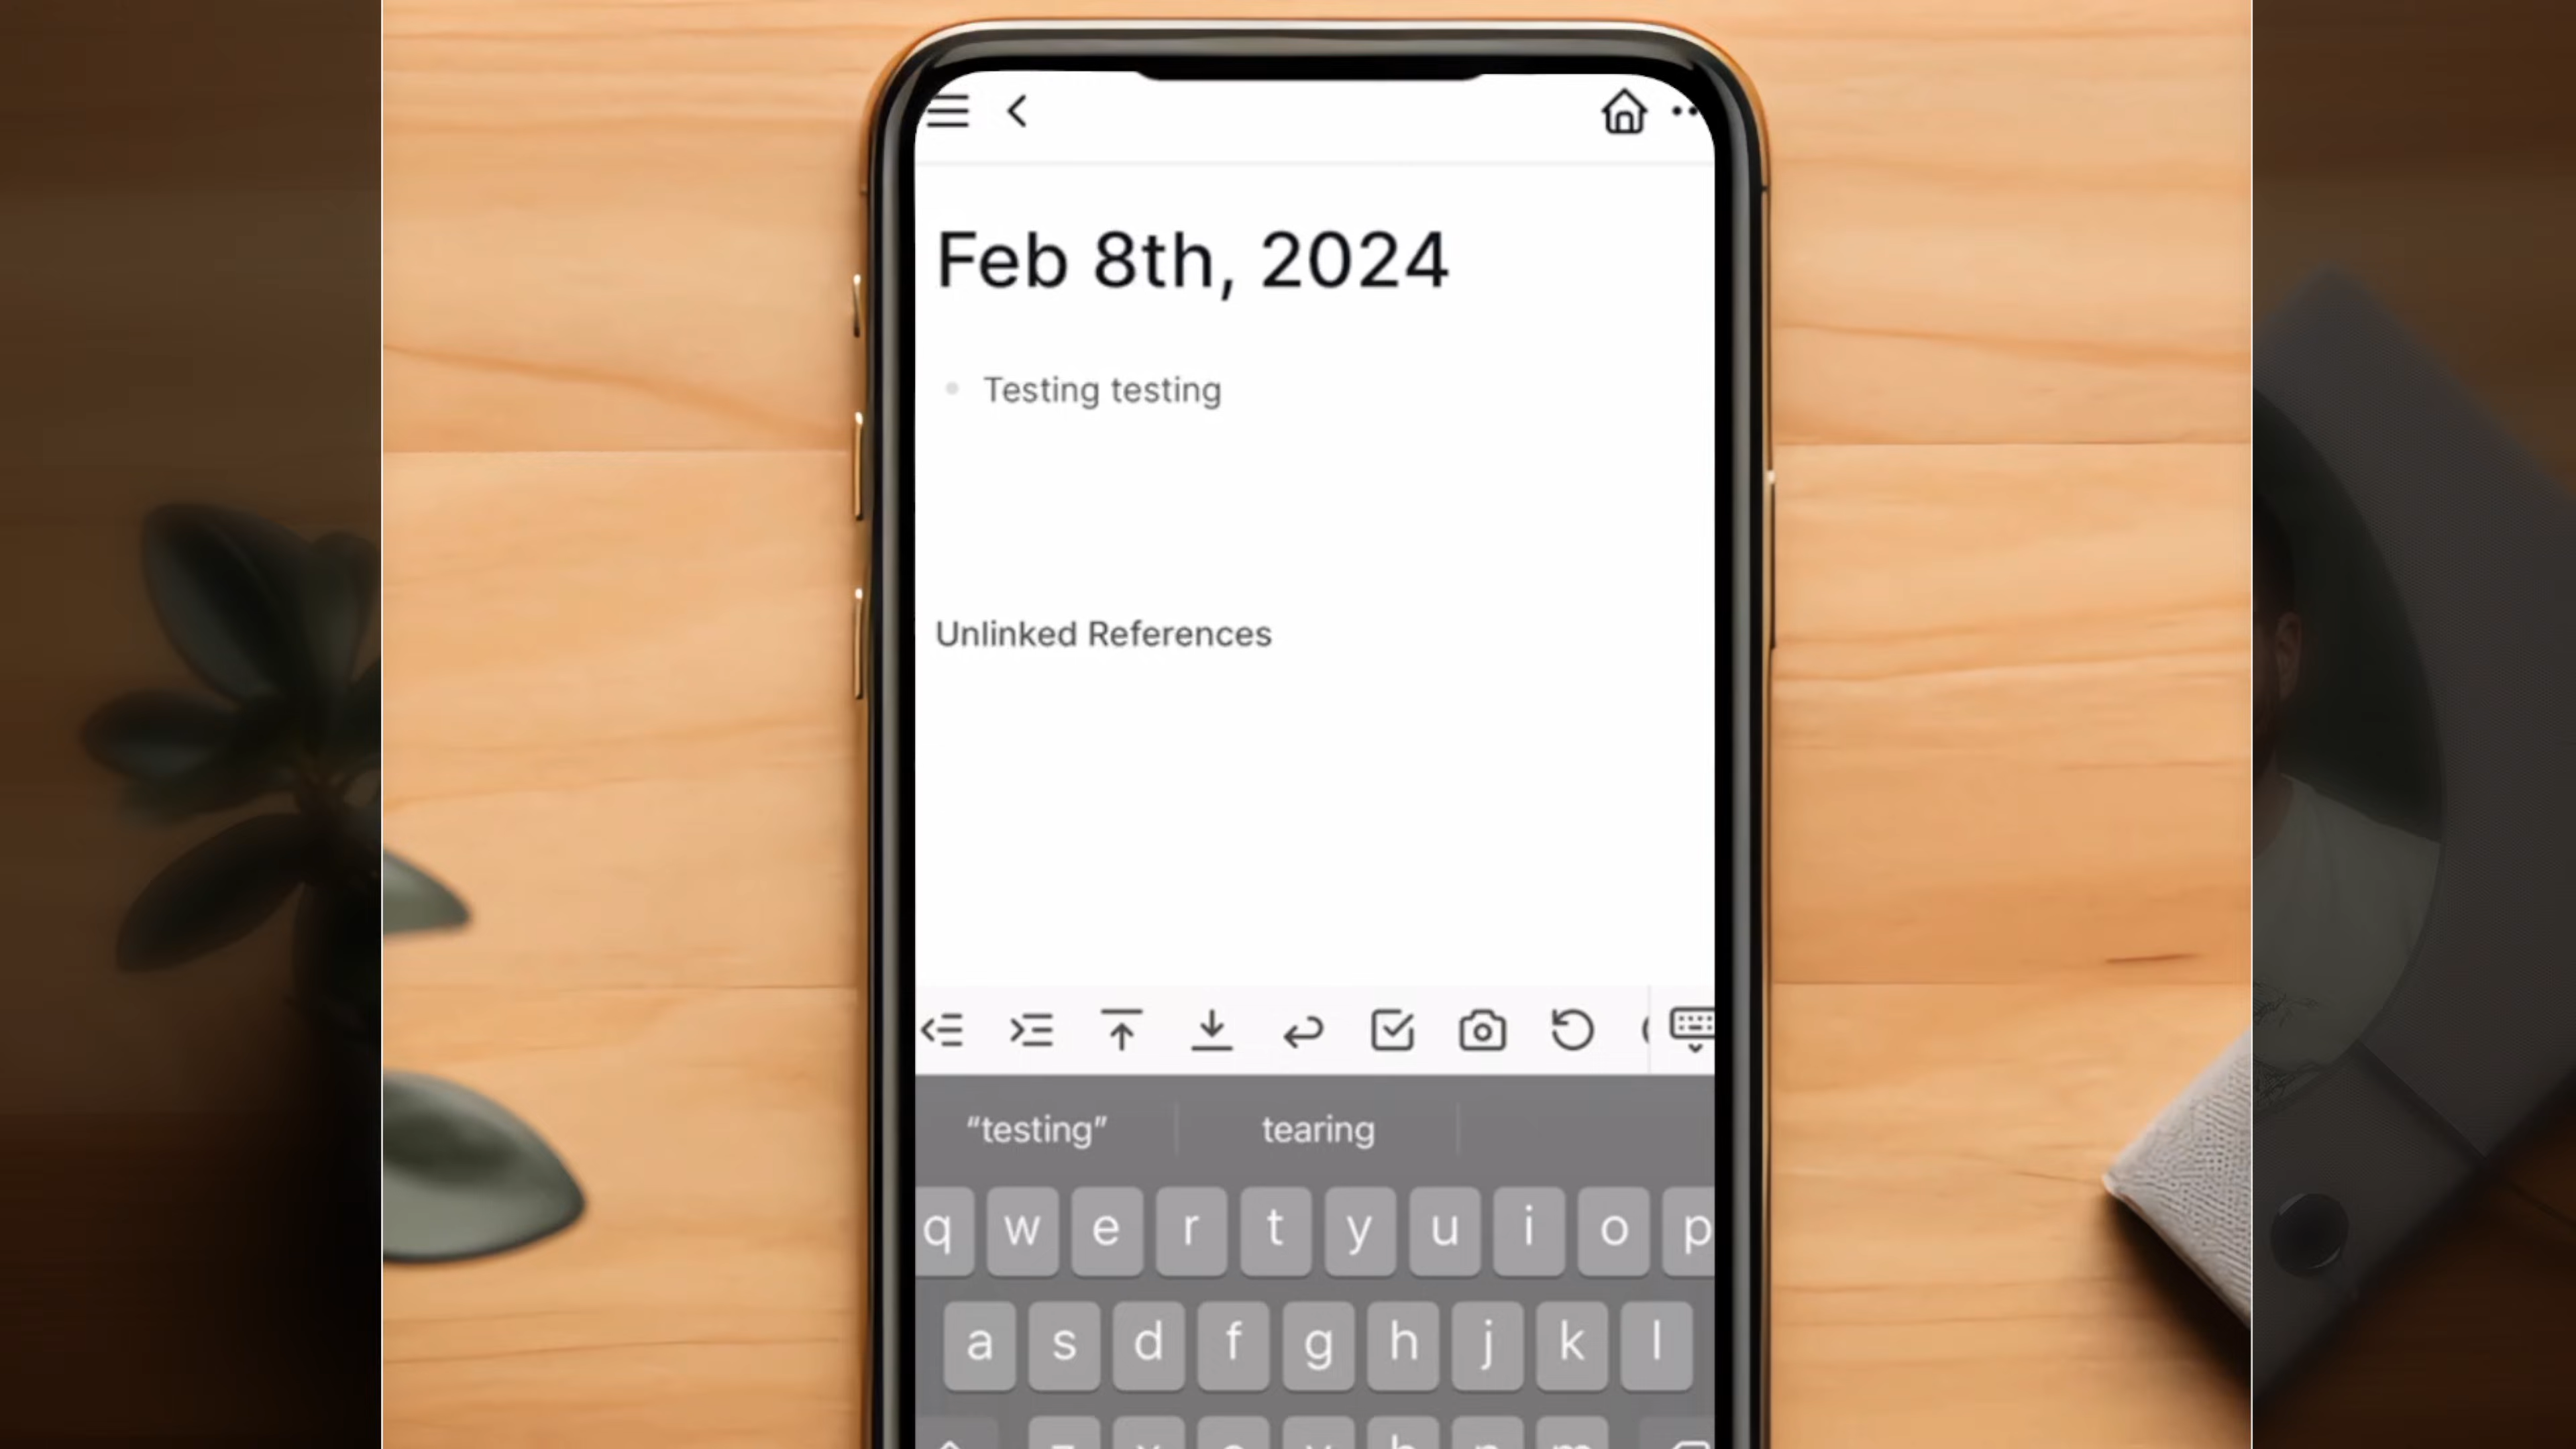 Feb 8th, 2024
Testing testing
Unlinked References
“testing” tearing
q w e r t y u i o p
a s d f g h j k l
z x c v b n m